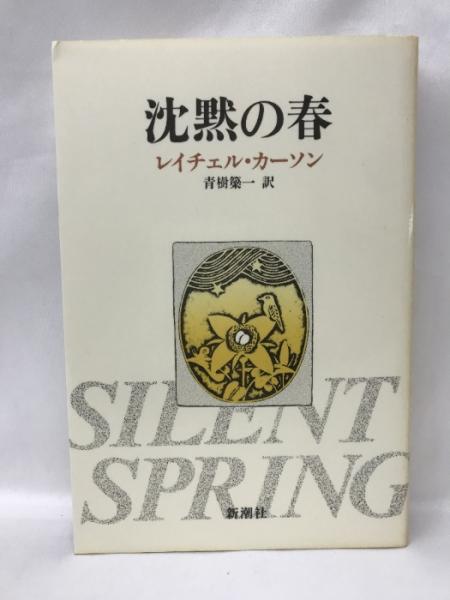 沈黙の春
レイチェル・カーソン
青樹簗一 訳
SILENT
SPRING
新潮社